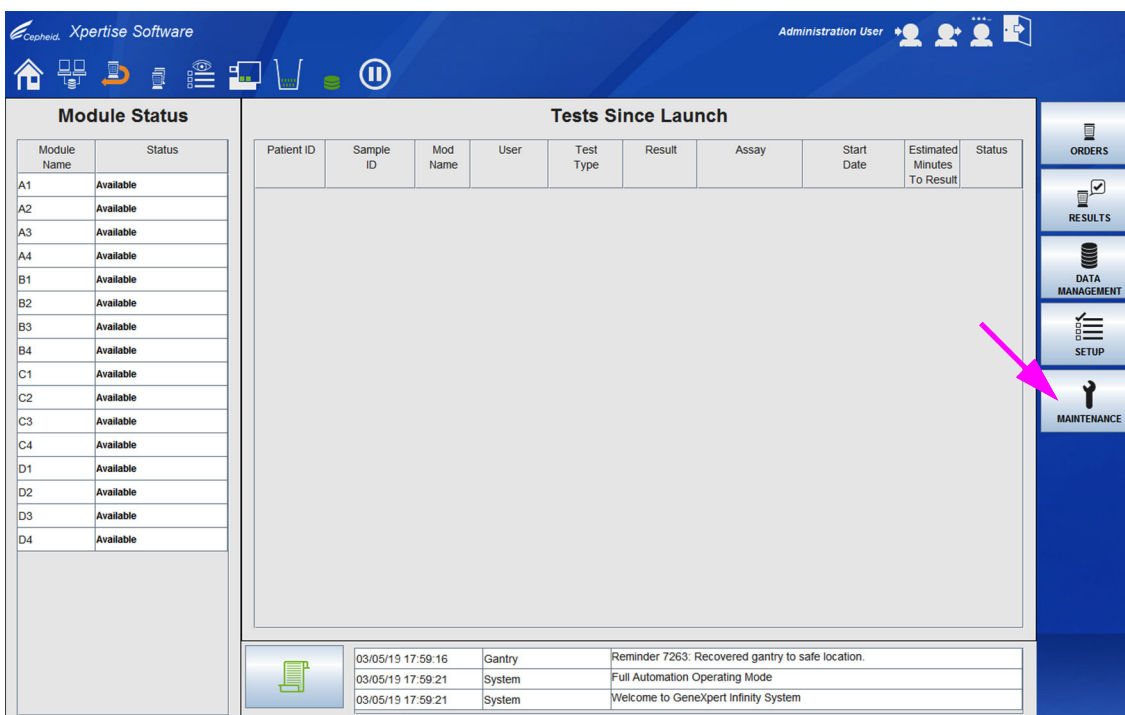 Cepheid. Xpertise Software
Administration User
Module Status
Tests Since Launch
Module Name
Status
Patient ID
Sample ID
Mod Name
User
Test Type
Result
Assay
Start Date
Estimated Minutes To Result
Status
A1 Available
A2 Available
A3 Available
A4 Available
B1 Available
B2 Available
B3 Available
B4 Available
C1 Available
C2 Available
C3 Available
C4 Available
D1 Available
D2 Available
D3 Available
D4 Available
ORDERS
RESULTS
DATA
MANAGEMENT
SETUP
MAINTENANCE
03/05/19 17:59:16 Gantry Reminder 7263: Recovered gantry to safe location.
03/05/19 17:59:21 System Full Automation Operating Mode
03/05/19 17:59:21 System Welcome to GeneXpert Infinity System